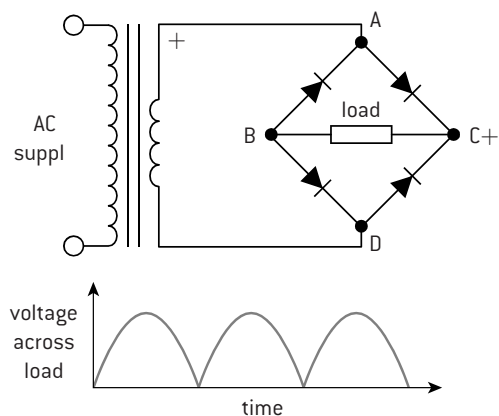 A
+
AC
suppl
load
B
C+
D
voltage
across
load
time